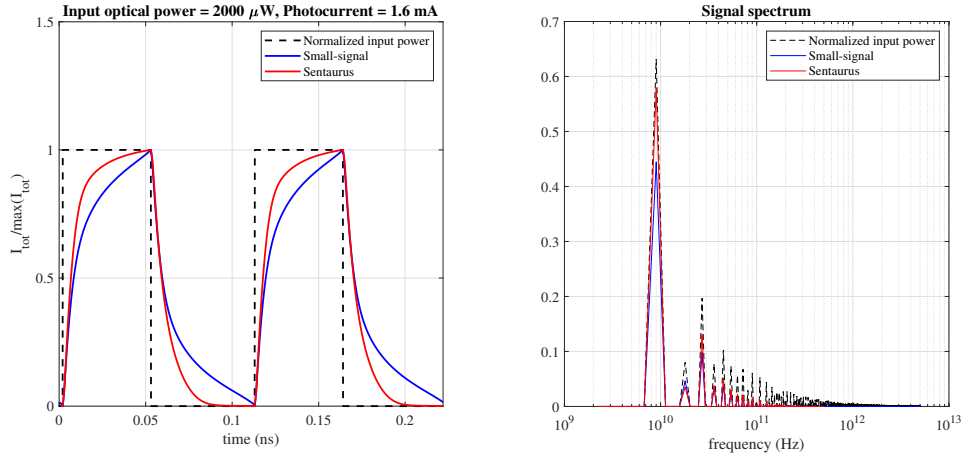 Input optical power = 2000 μW, Photocurrent = 1.6 mA
1.5
1
0.5
0
I_tot/max(I_tot)
Normalized input power
Small-signal
Sentaurus
0 0.05 0.1 0.15 0.2
time (ns)
Signal spectrum
0.7
0.6
0.5
0.4
0.3
0.2
0.1
0
Normalized input power
Small-signal
Sentaurus
10^9 10^10 10^11 10^12 10^13
frequency (Hz)